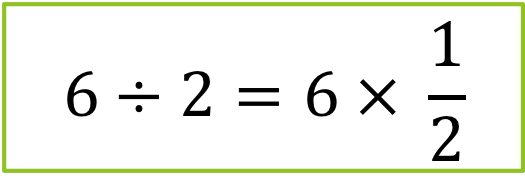 6 ÷ 2 = 6 × 1/2